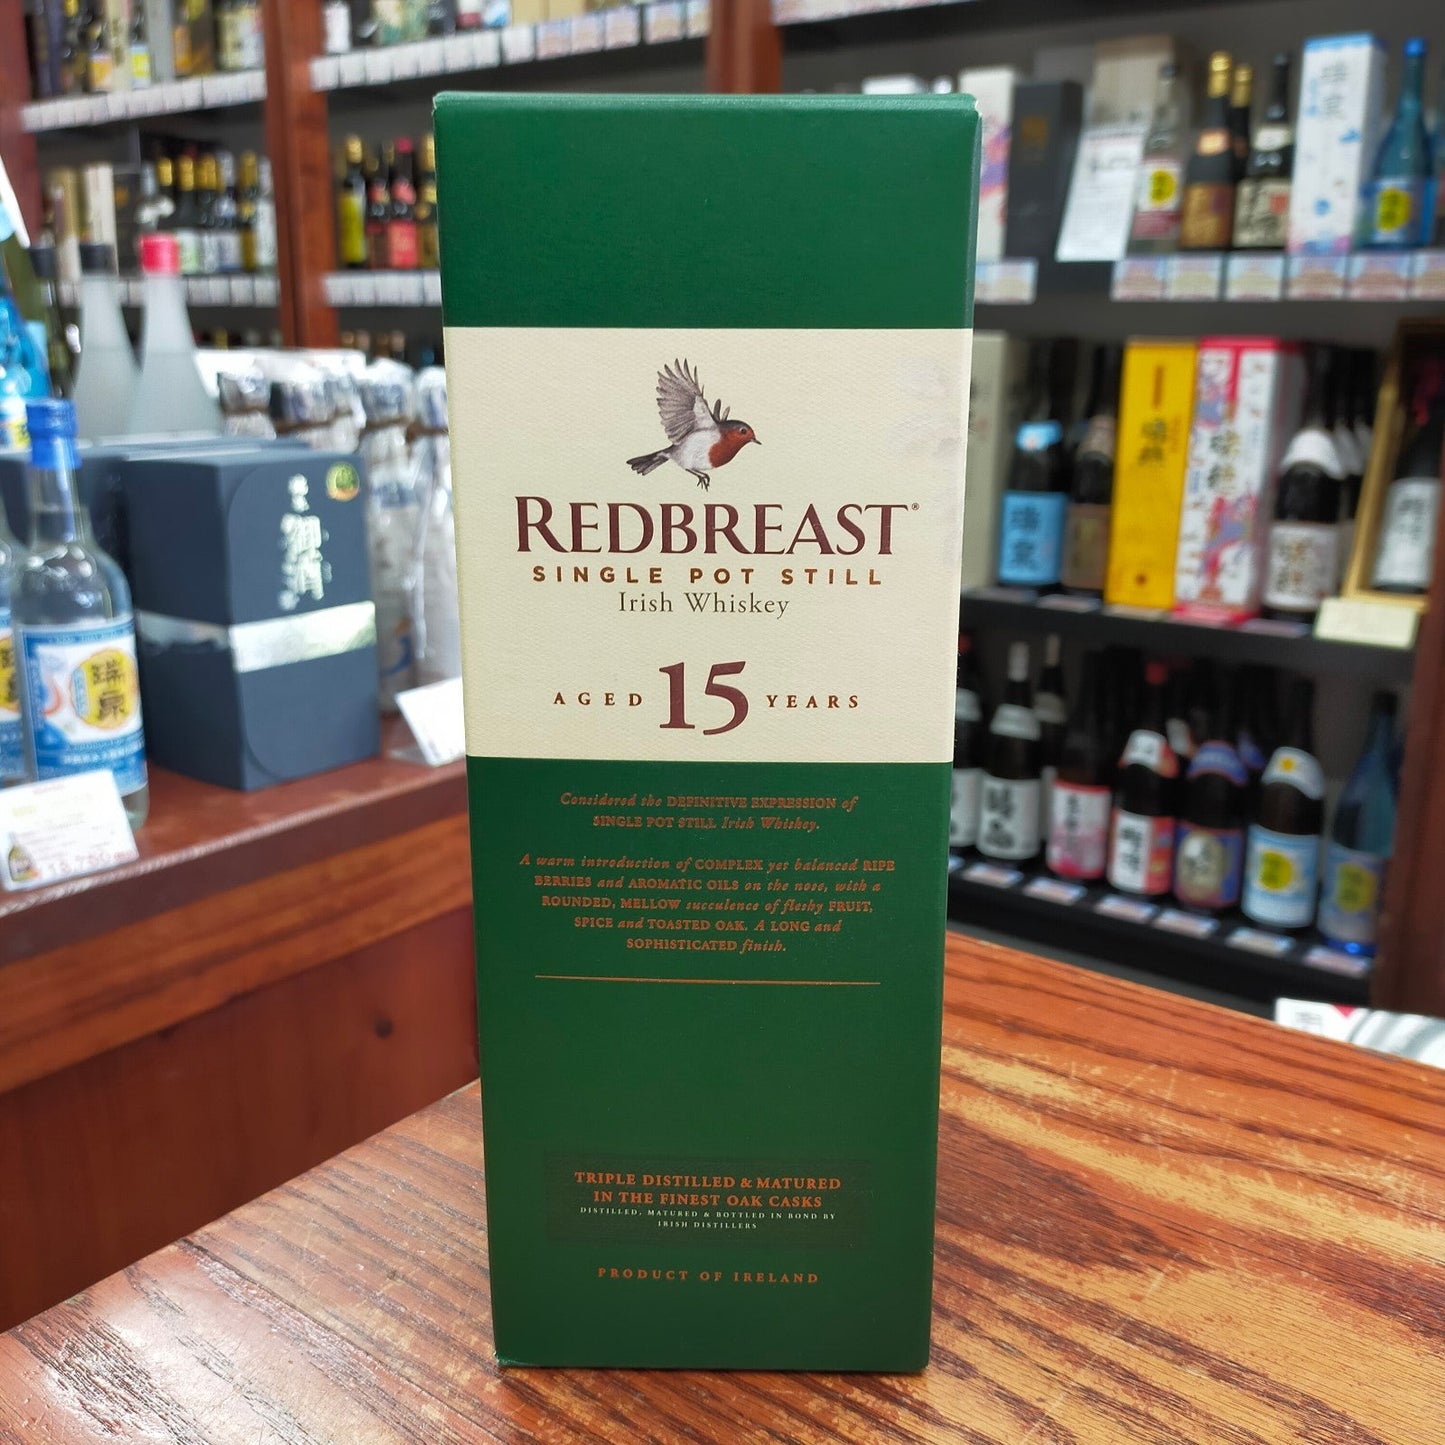 REDBREAST®
SINGLE POT STILL
Irish Whiskey
AGED 15 YEARS
Considered the DEFINITIVE EXPRESSION of
SINGLE POT STILL Irish Whiskey.
A warm introduction of COMPLEX yet balanced RIPE
BERRIES and AROMATIC OILS on the nose, with a
ROUNDED, MELLOW succulence of fleshy FRUIT,
SPICE and TOASTED OAK. A LONG and
SOPHISTICATED finish.
TRIPLE DISTILLED & MATURED
IN THE FINEST OAK CASKS
DISTILLED, MATURED & BOTTLED IN BOND BY
IRISH DISTILLERS
PRODUCT OF IRELAND